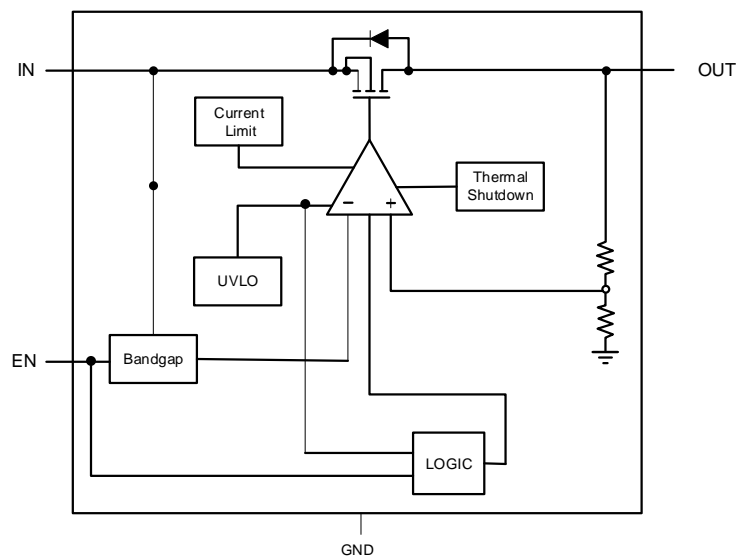 IN
OUT
Current
Limit
Thermal
Shutdown
−
+
UVLO
EN
Bandgap
LOGIC
GND